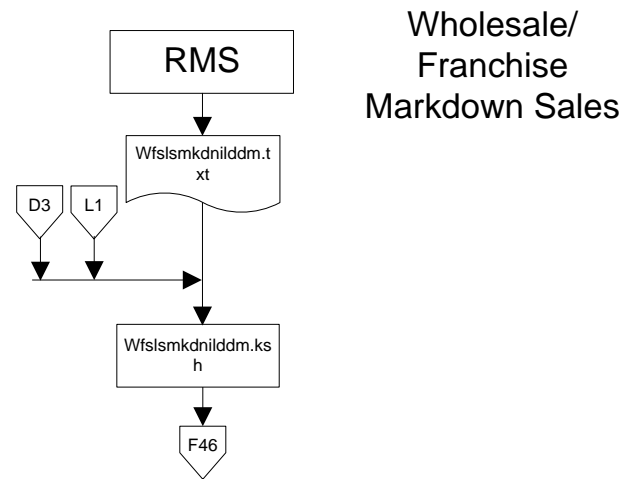 Wholesale/
Franchise
Markdown Sales
RMS
Wfslsmkdnilddm.t
xt
D3
L1
Wfslsmkdnilddm.ks
h
F46